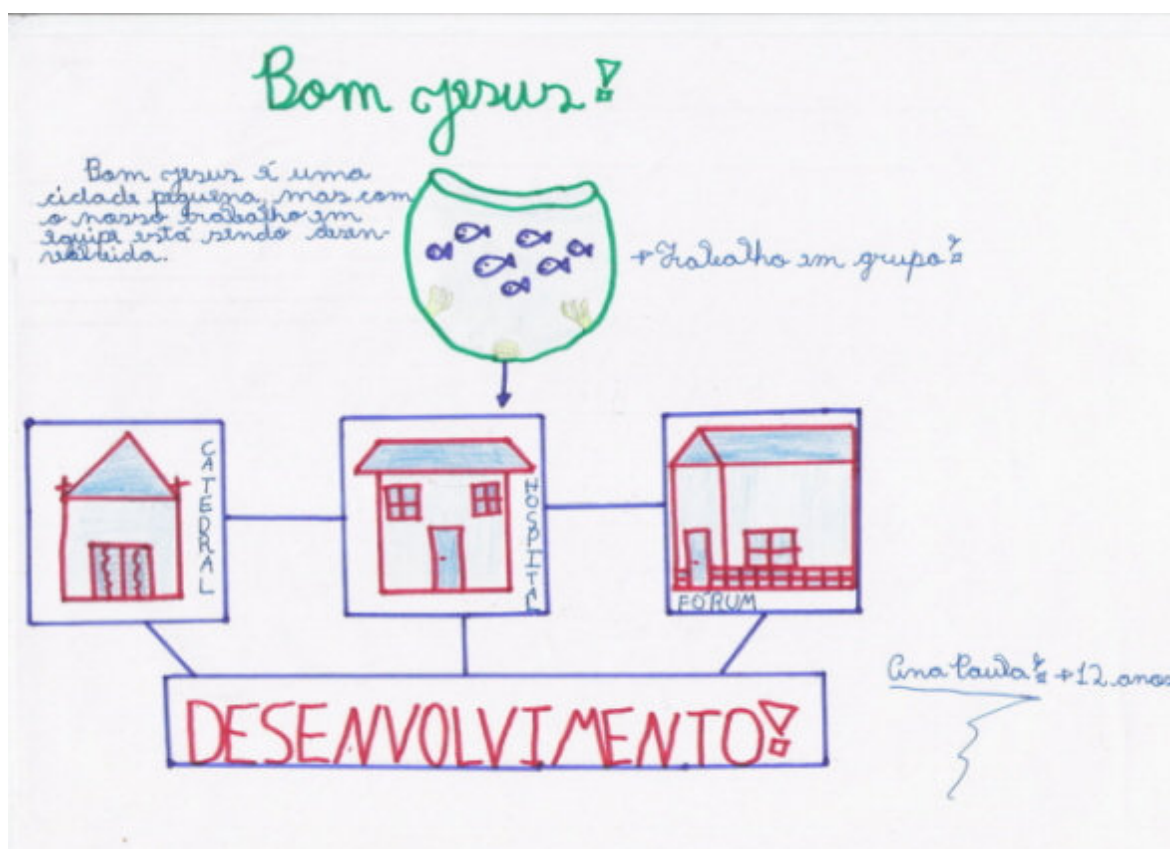 Bom Jesus!
Bom Jesus é uma
cidade pequena, mas com
o nosso trabalho em
equipe está sendo desen-
volvida.
→ Trabalho em grupo!
CATEDRAL
HOSPITAL
FÓRUM
DESENVOLVIMENTO!
Ana Paula! → 12 anos